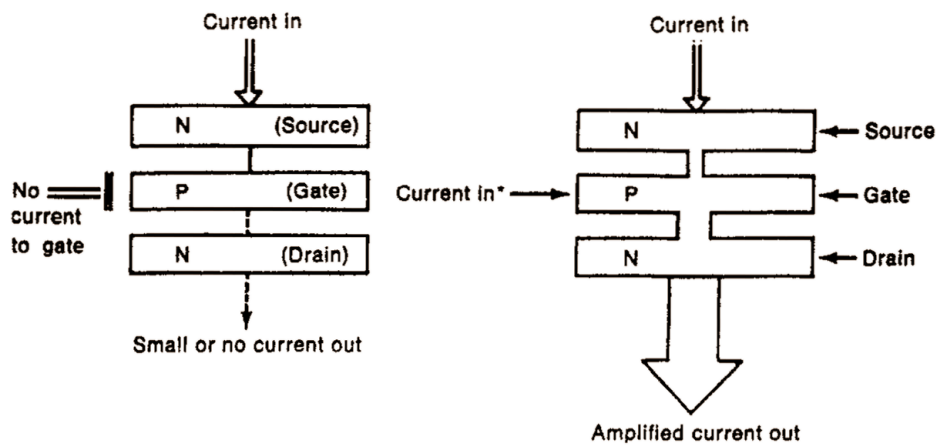 Current in
N (Source)
No
current
to gate
P (Gate)
N (Drain)
Small or no current out
Current in
N
Source
Current in*
P
Gate
N
Drain
Amplified current out